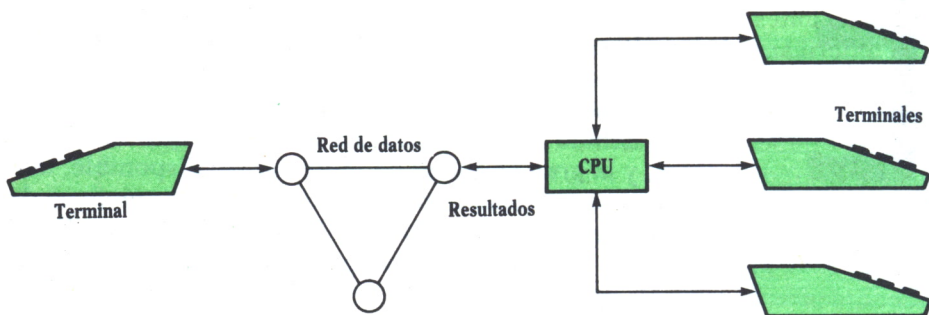 Red de datos
Terminal
Resultados
CPU
Terminales